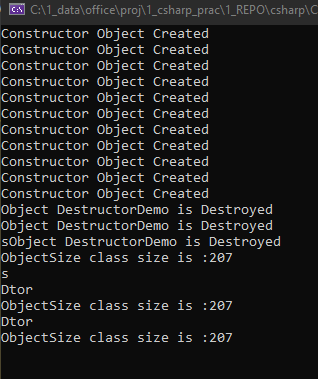 C:\1_data\office\proj\1_csharp_prac\1_REPO\csharp\C
Constructor Object Created
Constructor Object Created
Constructor Object Created
Constructor Object Created
Constructor Object Created
Constructor Object Created
Constructor Object Created
Constructor Object Created
Constructor Object Created
Constructor Object Created
Constructor Object Created
Object DestructorDemo is Destroyed
Object DestructorDemo is Destroyed
sObject DestructorDemo is Destroyed
ObjectSize class size is :207
s
Dtor
ObjectSize class size is :207
Dtor
ObjectSize class size is :207